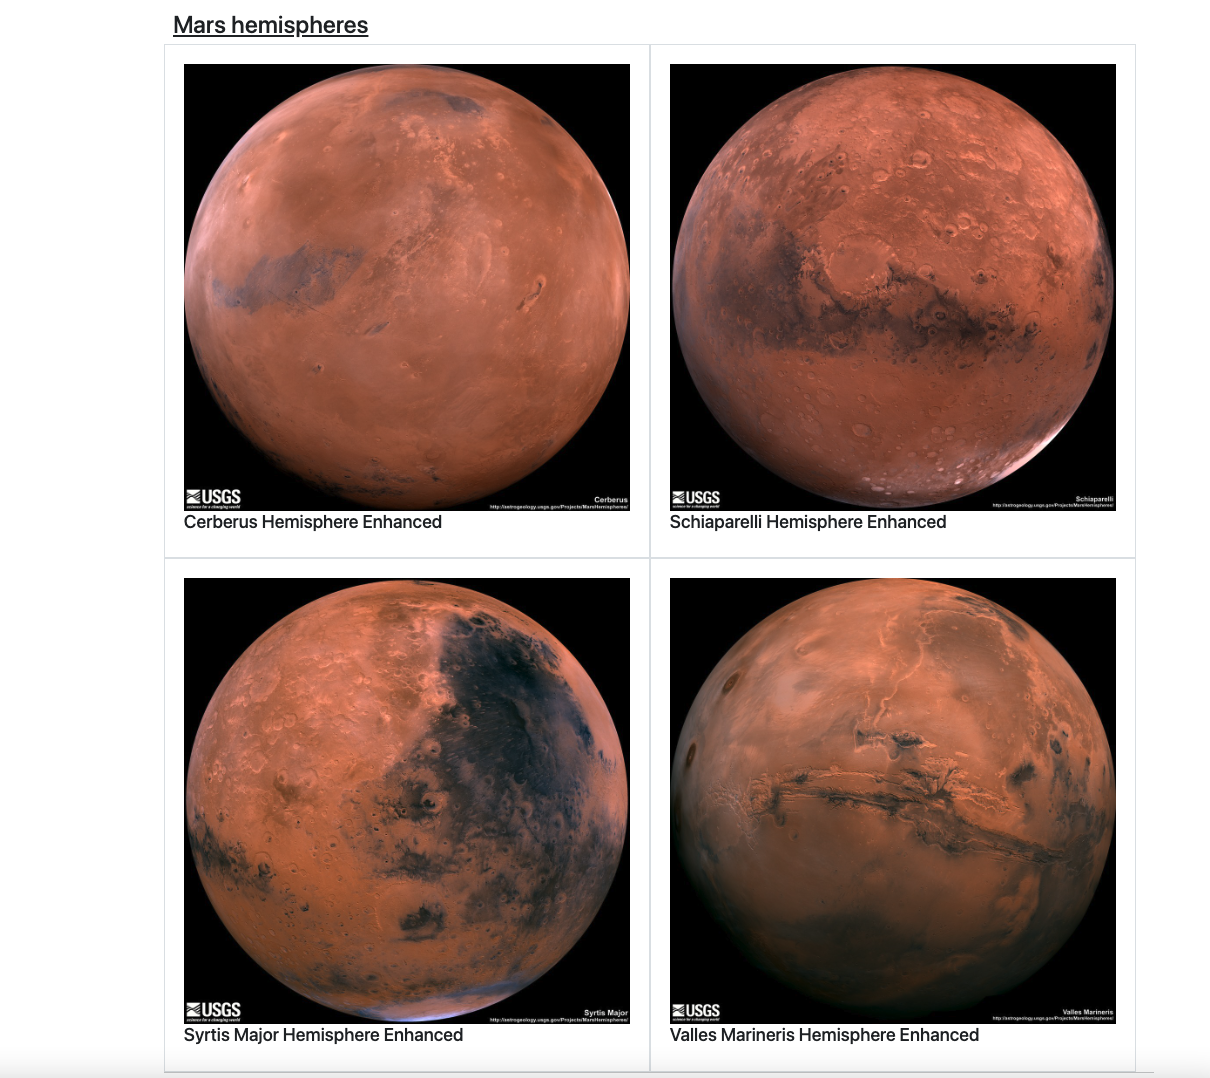 Mars hemispheres
USGS
science for a changing world
Cerberus
http://astrogeology.usgs.gov/Projects/MarsHemispheres/
Cerberus Hemisphere Enhanced
USGS
science for a changing world
Schiaparelli
http://astrogeology.usgs.gov/Projects/MarsHemispheres/
Schiaparelli Hemisphere Enhanced
USGS
science for a changing world
Syrtis Major
http://astrogeology.usgs.gov/Projects/MarsHemispheres/
Syrtis Major Hemisphere Enhanced
USGS
science for a changing world
Valles Marineris
http://astrogeology.usgs.gov/Projects/MarsHemispheres/
Valles Marineris Hemisphere Enhanced